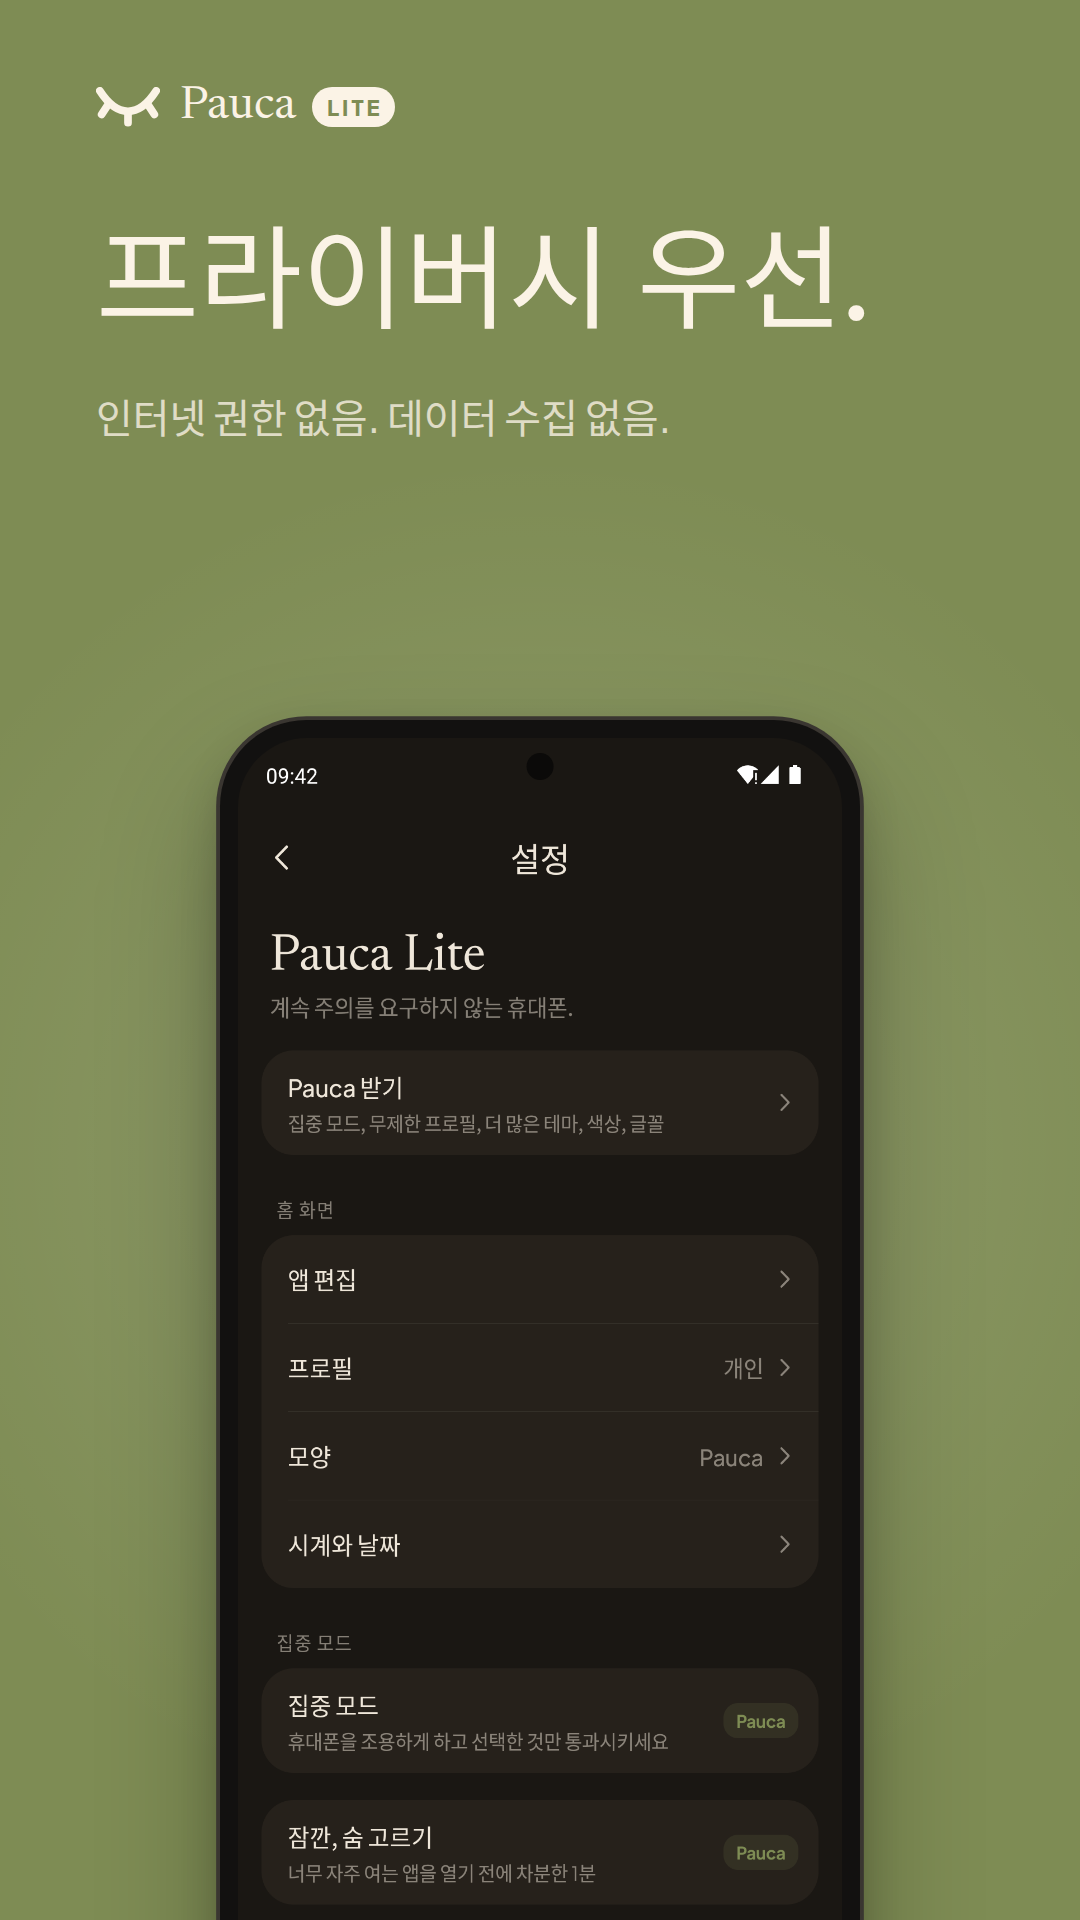 Pauca LITE
프라이버시 우선.
인터넷 권한 없음. 데이터 수집 없음.
09:42
설정
Pauca Lite
계속 주의를 요구하지 않는 휴대폰.
Pauca 받기
집중 모드, 무제한 프로필, 더 많은 테마, 색상, 글꼴
홈 화면
앱 편집
프로필 개인
모양 Pauca
시계와 날짜
집중 모드
집중 모드
휴대폰을 조용하게 하고 선택한 것만 통과시키세요
Pauca
잠깐, 숨 고르기
너무 자주 여는 앱을 열기 전에 차분한 1분
Pauca